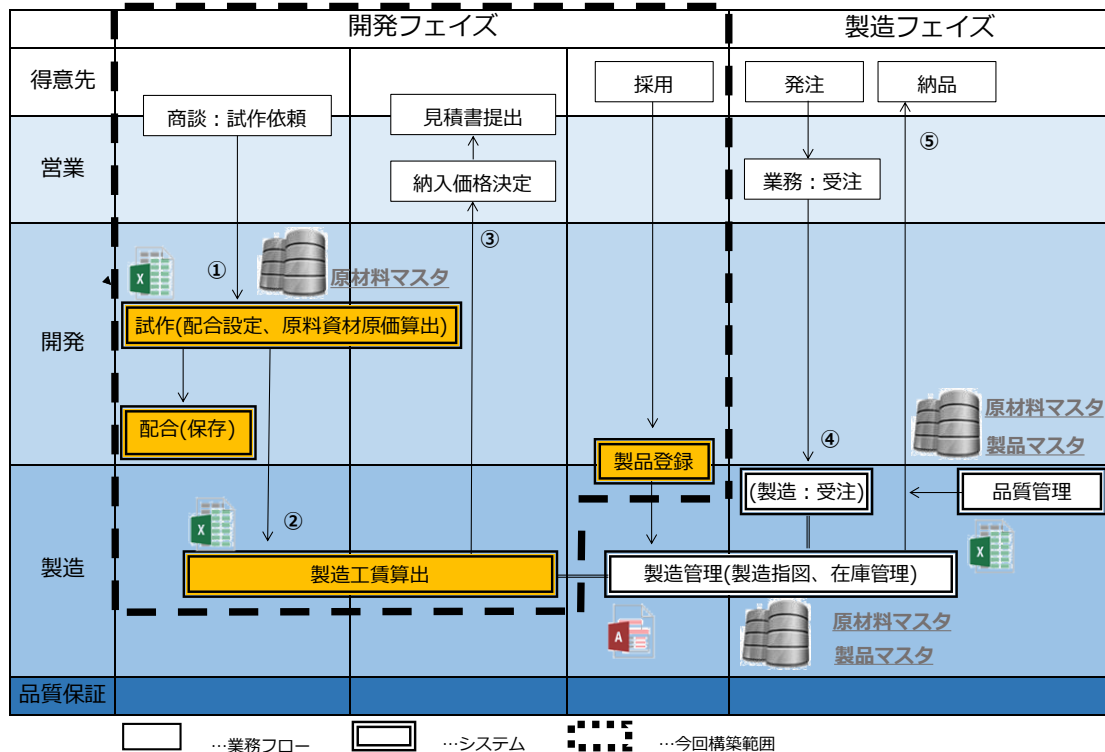 開発フェイズ
製造フェイズ
得意先
商談：試作依頼
見積書提出
採用
発注
納品
営業
納入価格決定
業務：受注
⑤
③
開発
①
原材料マスタ
試作(配合設定、原料資材原価算出)
配合(保存)
製品登録
④
原材料マスタ
製品マスタ
製造
②
(製造：受注)
品質管理
製造工賃算出
製造管理(製造指図、在庫管理)
原材料マスタ
製品マスタ
X
X
X
A
品質保証
…業務フロー
…システム
…今回構築範囲